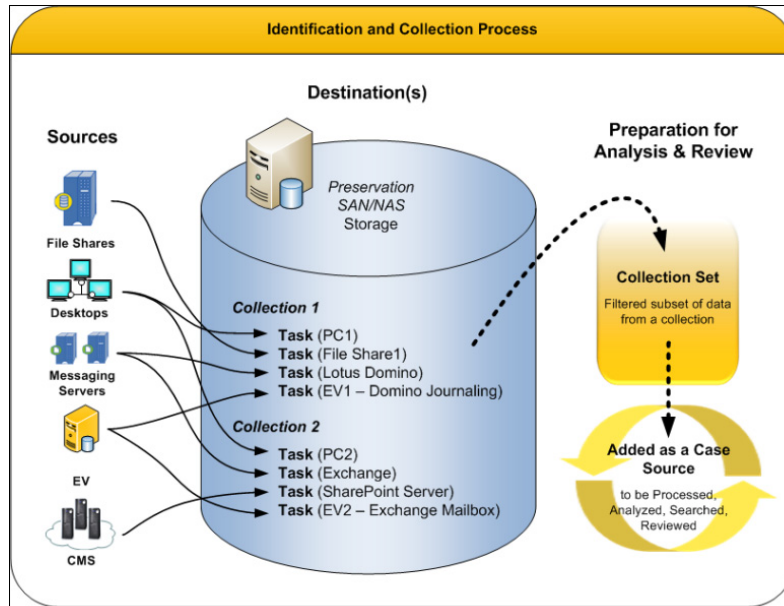 Identification and Collection Process
Destination(s)
Sources
Preparation for
Analysis & Review
Preservation
SAN/NAS
Storage
File Shares
Desktops
Messaging
Servers
EV
CMS
Collection 1
Task (PC1)
Task (File Share1)
Task (Lotus Domino)
Task (EV1 – Domino Journaling)
Collection 2
Task (PC2)
Task (Exchange)
Task (SharePoint Server)
Task (EV2 – Exchange Mailbox)
Collection Set
Filtered subset of data
from a collection
Added as a Case
Source
to be Processed,
Analyzed, Searched,
Reviewed